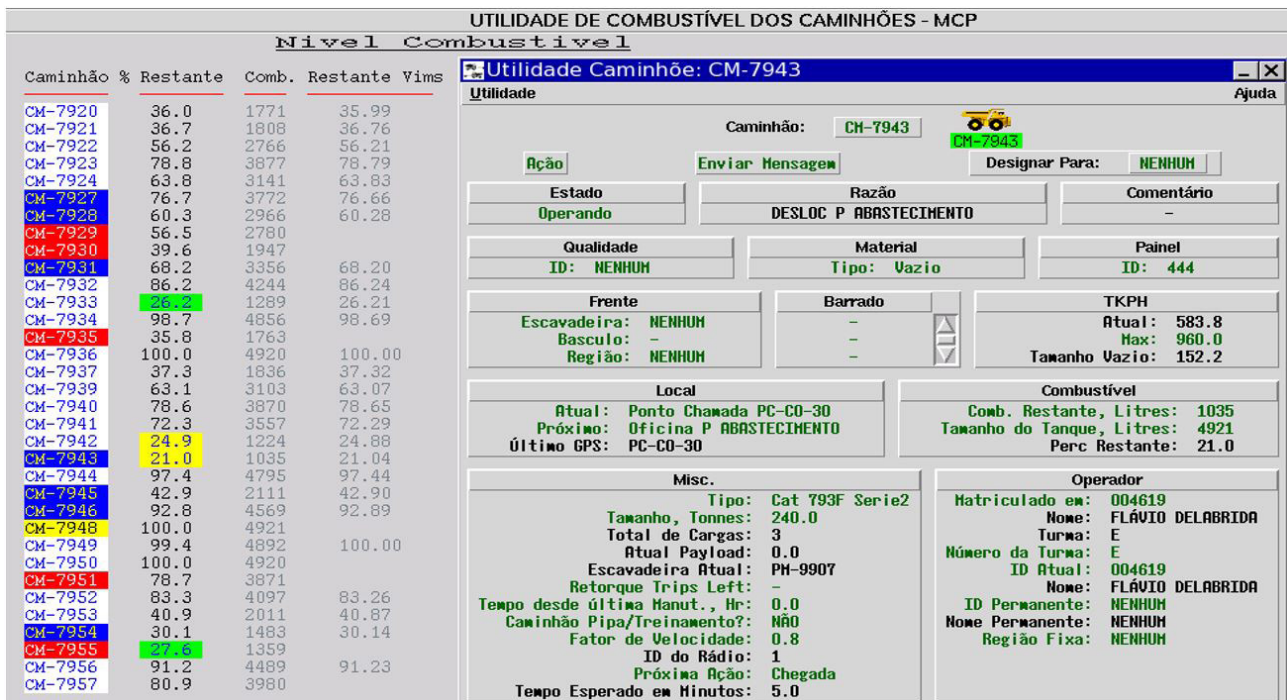 UTILIDADE DE COMBUSTÍVEL DOS CAMINHÕES - MCP
Nivel Combustivel
Caminhão % Restante Comb. Restante Vims
CM-7920 36.0 1771 35.99
CM-7921 36.7 1808 36.76
CM-7922 56.2 2766 56.21
CM-7923 78.8 3877 78.79
CM-7924 63.8 3141 63.83
CM-7927 76.7 3772 76.66
CM-7928 60.3 2966 60.28
CM-7929 56.5 2780
CM-7930 39.6 1947
CM-7931 68.2 3356 68.20
CM-7932 86.2 4244 86.24
CM-7933 26.2 1289 26.21
CM-7934 98.7 4856 98.69
CM-7935 35.8 1763
CM-7936 100.0 4920 100.00
CM-7937 37.3 1836 37.32
CM-7939 63.1 3103 63.07
CM-7940 78.6 3870 78.65
CM-7941 72.3 3557 72.29
CM-7942 24.9 1224 24.88
CM-7943 21.0 1035 21.04
CM-7944 97.4 4795 97.44
CM-7945 42.9 2111 42.90
CM-7946 92.8 4569 92.89
CM-7948 100.0 4921
CM-7949 99.4 4892 100.00
CM-7950 100.0 4920
CM-7951 78.7 3871
CM-7952 83.3 4097 83.26
CM-7953 40.9 2011 40.87
CM-7954 30.1 1483 30.14
CM-7955 27.6 1359
CM-7956 91.2 4489 91.23
CM-7957 80.9 3980
Utilidade Caminhõe: CM-7943
Utilidade Ajuda
Caminhão: CM-7943
CM-7943
Ação Enviar Mensagem Designar Para: NENHUM
Estado Razão Comentário
Operando DESLOC P ABASTECIMENTO -
Qualidade Material Painel
ID: NENHUM Tipo: Vazio ID: 444
Frente Barrado TKPH
Escavadeira: NENHUM - Atual: 583.8
Basculo: - - Max: 960.0
Região: NENHUM - Tamanho Vazio: 152.2
Local Combustível
Atual: Ponto Chamada PC-CO-30 Comb. Restante, Litres: 1035
Próximo: Oficina P ABASTECIMENTO Tamanho do Tanque, Litres: 4921
Último GPS: PC-CO-30 Perc Restante: 21.0
Misc. Operador
Tipo: Cat 793F Serie2 Matriculado em: 004619
Tamanho, Tonnes: 240.0 Nome: FLÁVIO DELABRIDA
Total de Cargas: 3 Turma: E
Atual Payload: 0.0 Número da Turma: E
Escavadeira Atual: PM-9907 ID Atual: 004619
Retorque Trips Left: - Nome: FLÁVIO DELABRIDA
Tempo desde última Manut., Hr: 0.0 ID Permanente: NENHUM
Caminhão Pipa/Treinamento?: NÃO Nome Permanente: NENHUM
Fator de Velocidade: 0.8 Região Fixa: NENHUM
ID do Rádio: 1
Próxima Ação: Chegada
Tempo Esperado em Minutos: 5.0